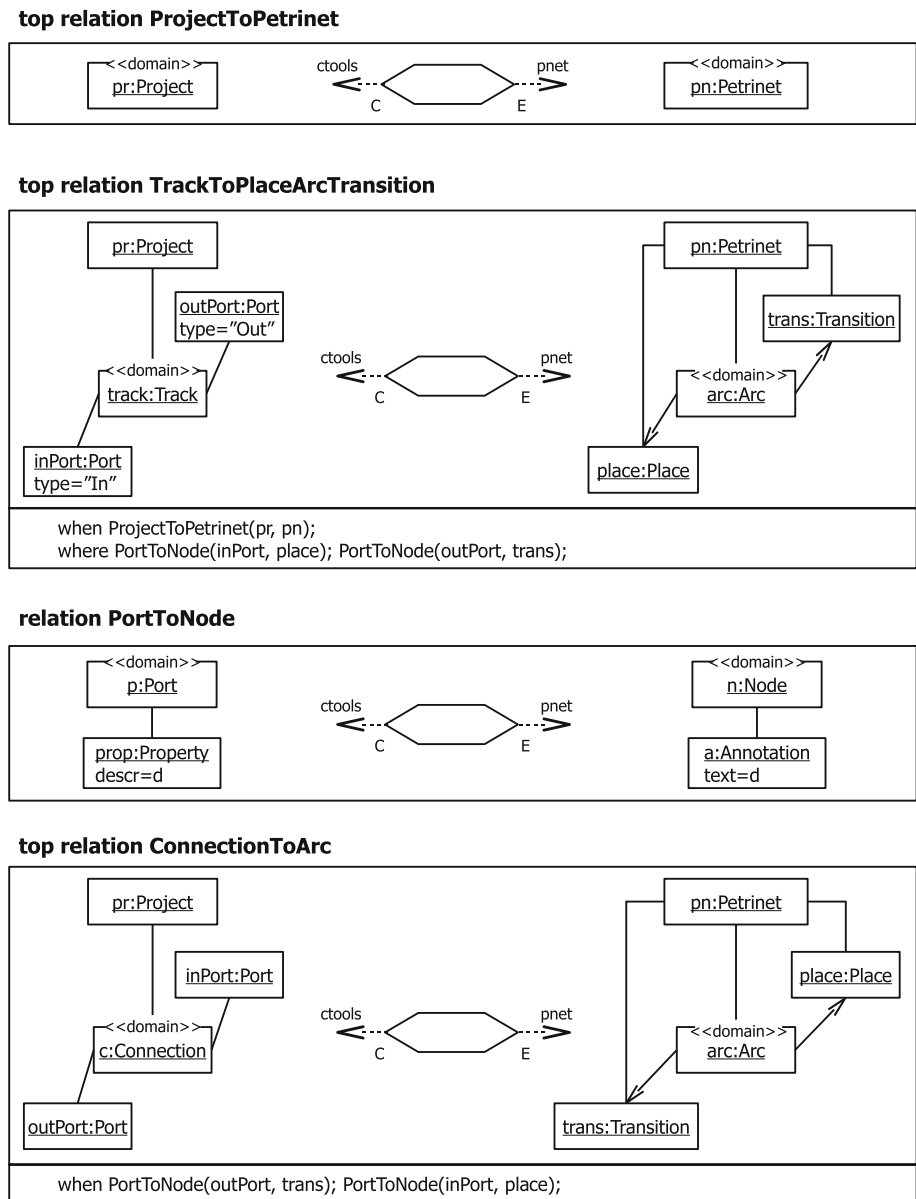 top relation ProjectToPetrinet
<<domain>>
pr:Project
ctools
pnet
C
E
<<domain>>
pn:Petrinet
top relation TrackToPlaceArcTransition
pr:Project
outPort:Port
type="Out"
<<domain>>
track:Track
inPort:Port
type="In"
ctools
pnet
C
E
pn:Petrinet
trans:Transition
<<domain>>
arc:Arc
place:Place
when ProjectToPetrinet(pr, pn);
where PortToNode(inPort, place); PortToNode(outPort, trans);
relation PortToNode
<<domain>>
p:Port
prop:Property
descr=d
ctools
pnet
C
E
<<domain>>
n:Node
a:Annotation
text=d
top relation ConnectionToArc
pr:Project
inPort:Port
<<domain>>
c:Connection
outPort:Port
ctools
pnet
C
E
pn:Petrinet
place:Place
<<domain>>
arc:Arc
trans:Transition
when PortToNode(outPort, trans); PortToNode(inPort, place);